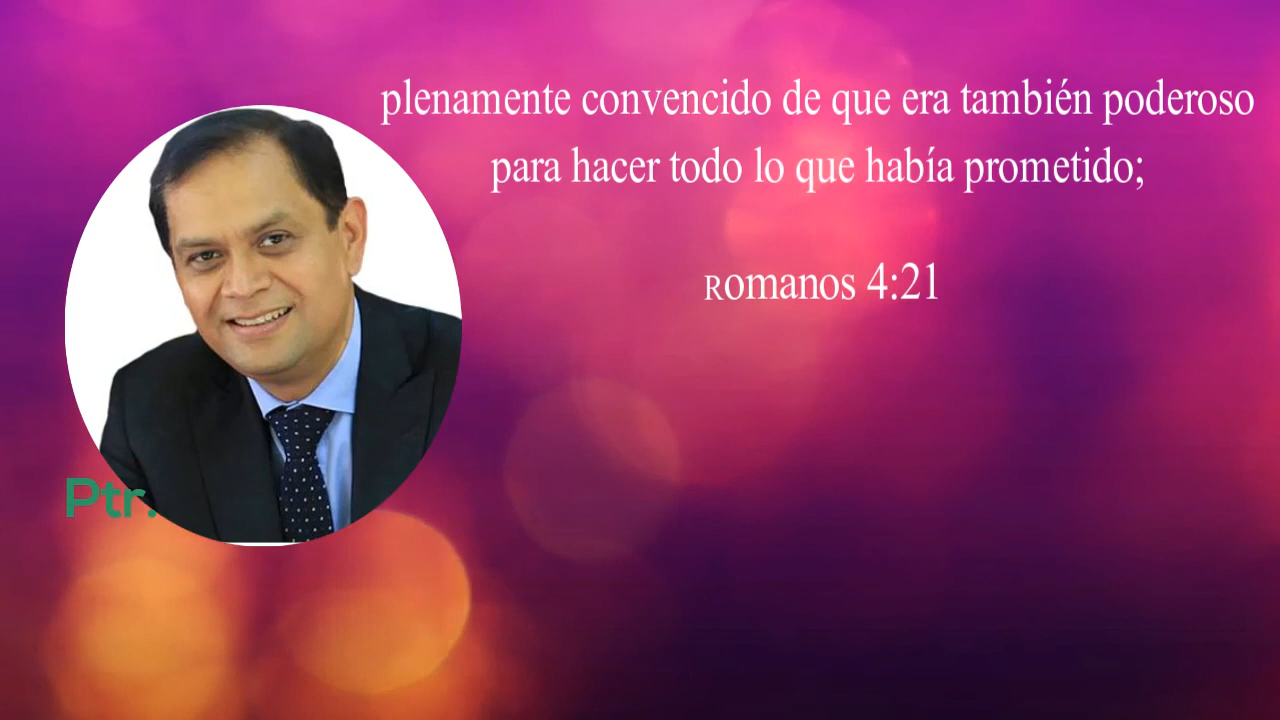 plenamente convencido de que era también poderoso
para hacer todo lo que había prometido;
Romanos 4:21
Ptr.